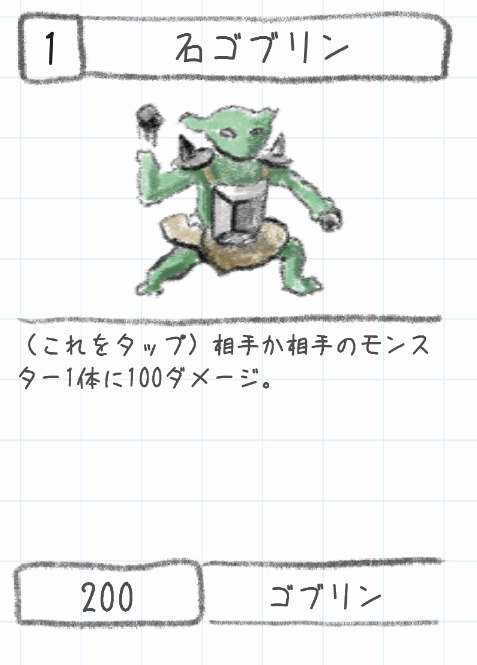 1
石ゴブリン
（これをタップ）相手か相手のモンス
ター1体に100ダメージ。
200
ゴブリン